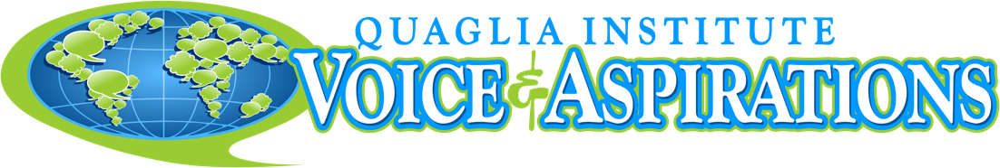 QUAGLIA INSTITUTE
VOICE & ASPIRATIONS